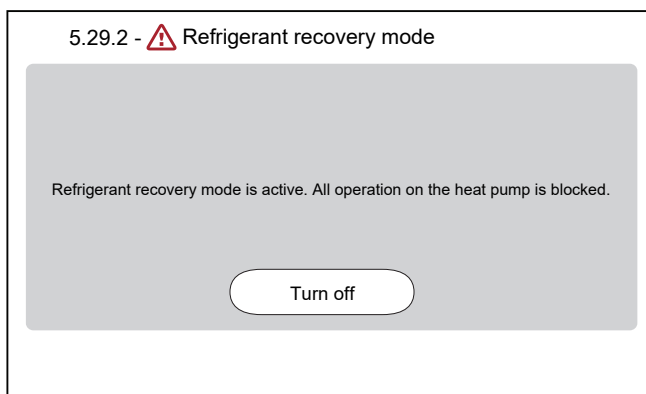 5.29.2 - Refrigerant recovery mode
Refrigerant recovery mode is active. All operation on the heat pump is blocked.
Turn off